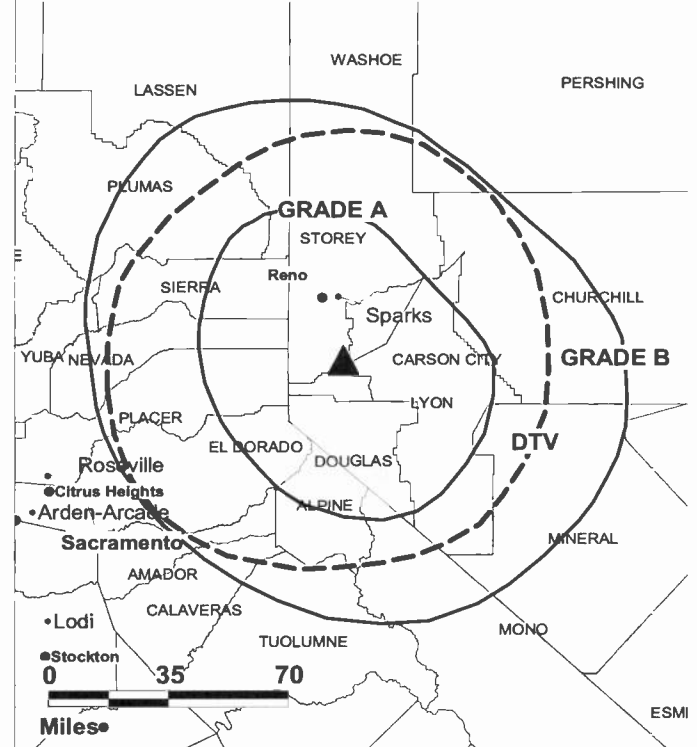 WASHOE
LASSEN
PERSHING
PLUMAS
GRADE A
STOREY
E
Reno
SIERRA
CHURCHILL
Sparks
YUBA NEVADA
CARSON CITY
GRADE B
LYON
PLACER
DTV
EL DORADO
DOUGLAS
Roseville
Citrus Heights
ALPINE
Arden-Arcade
Sacramento
MINERAL
AMADOR
CALAVERAS
Lodi
MONO
TUOLUMNE
Stockton
0 35 70
ESMI
Miles